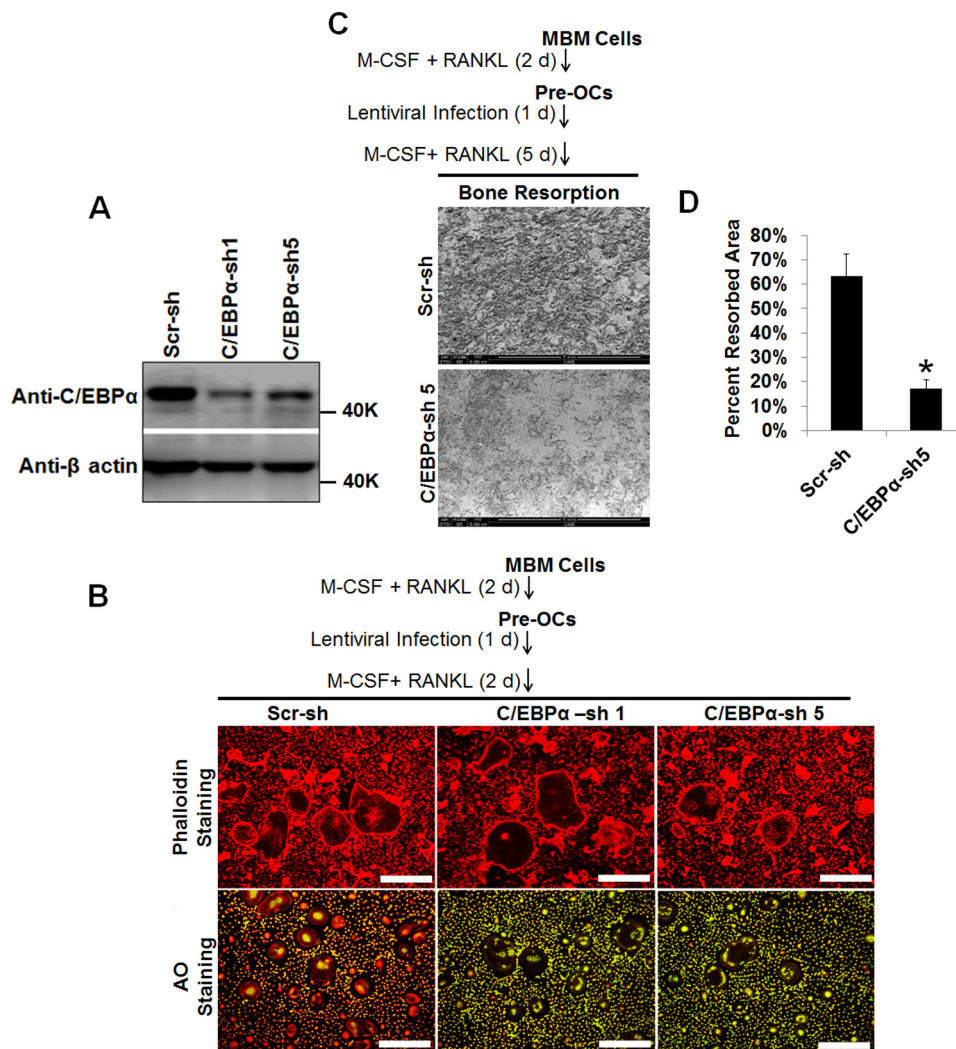 C
MBM Cells
M-CSF + RANKL (2 d)
Pre-OCs
Lentiviral Infection (1 d)
M-CSF+ RANKL (5 d)
Bone Resorption
Scr-sh
C/EBPα-sh 5
A
Scr-sh
C/EBPα-sh1
C/EBPα-sh5
Anti-C/EBPα
40K
Anti-β actin
40K
D
Percent Resorbed Area
80%
70%
60%
50%
40%
30%
20%
10%
0%
*
Scr-sh
C/EBPα-sh5
B
MBM Cells
M-CSF + RANKL (2 d)
Pre-OCs
Lentiviral Infection (1 d)
M-CSF+ RANKL (2 d)
Scr-sh
C/EBPα –sh 1
C/EBPα-sh 5
Phalloidin
Staining
AO
Staining